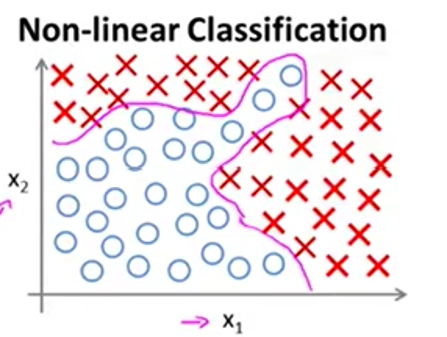 Non-linear Classification
x₂
x₁